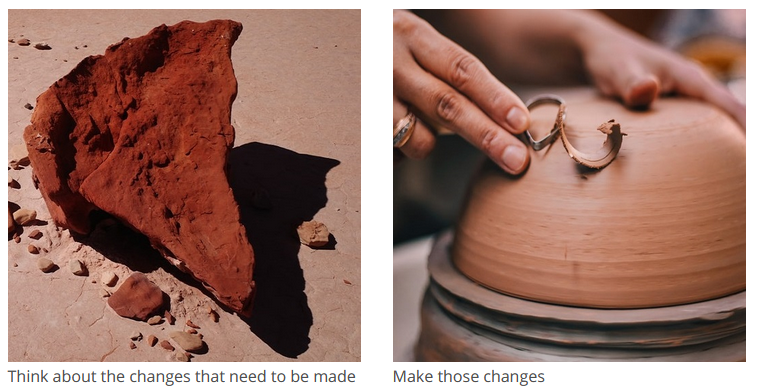 Think about the changes that need to be made
Make those changes